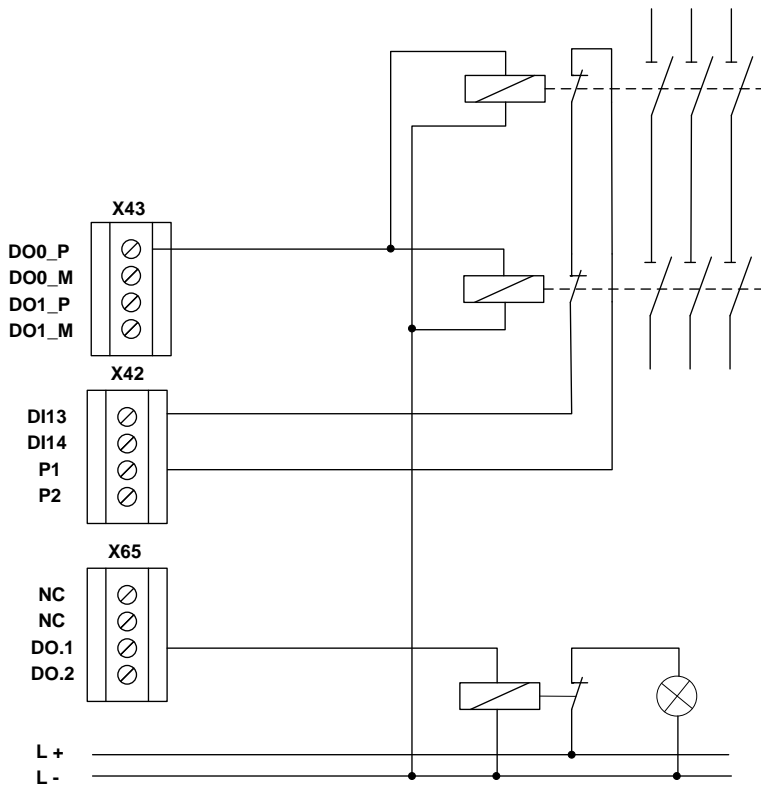 X43
DO0_P
DO0_M
DO1_P
DO1_M
X42
DI13
DI14
P1
P2
X65
NC
NC
DO.1
DO.2
L +
L -